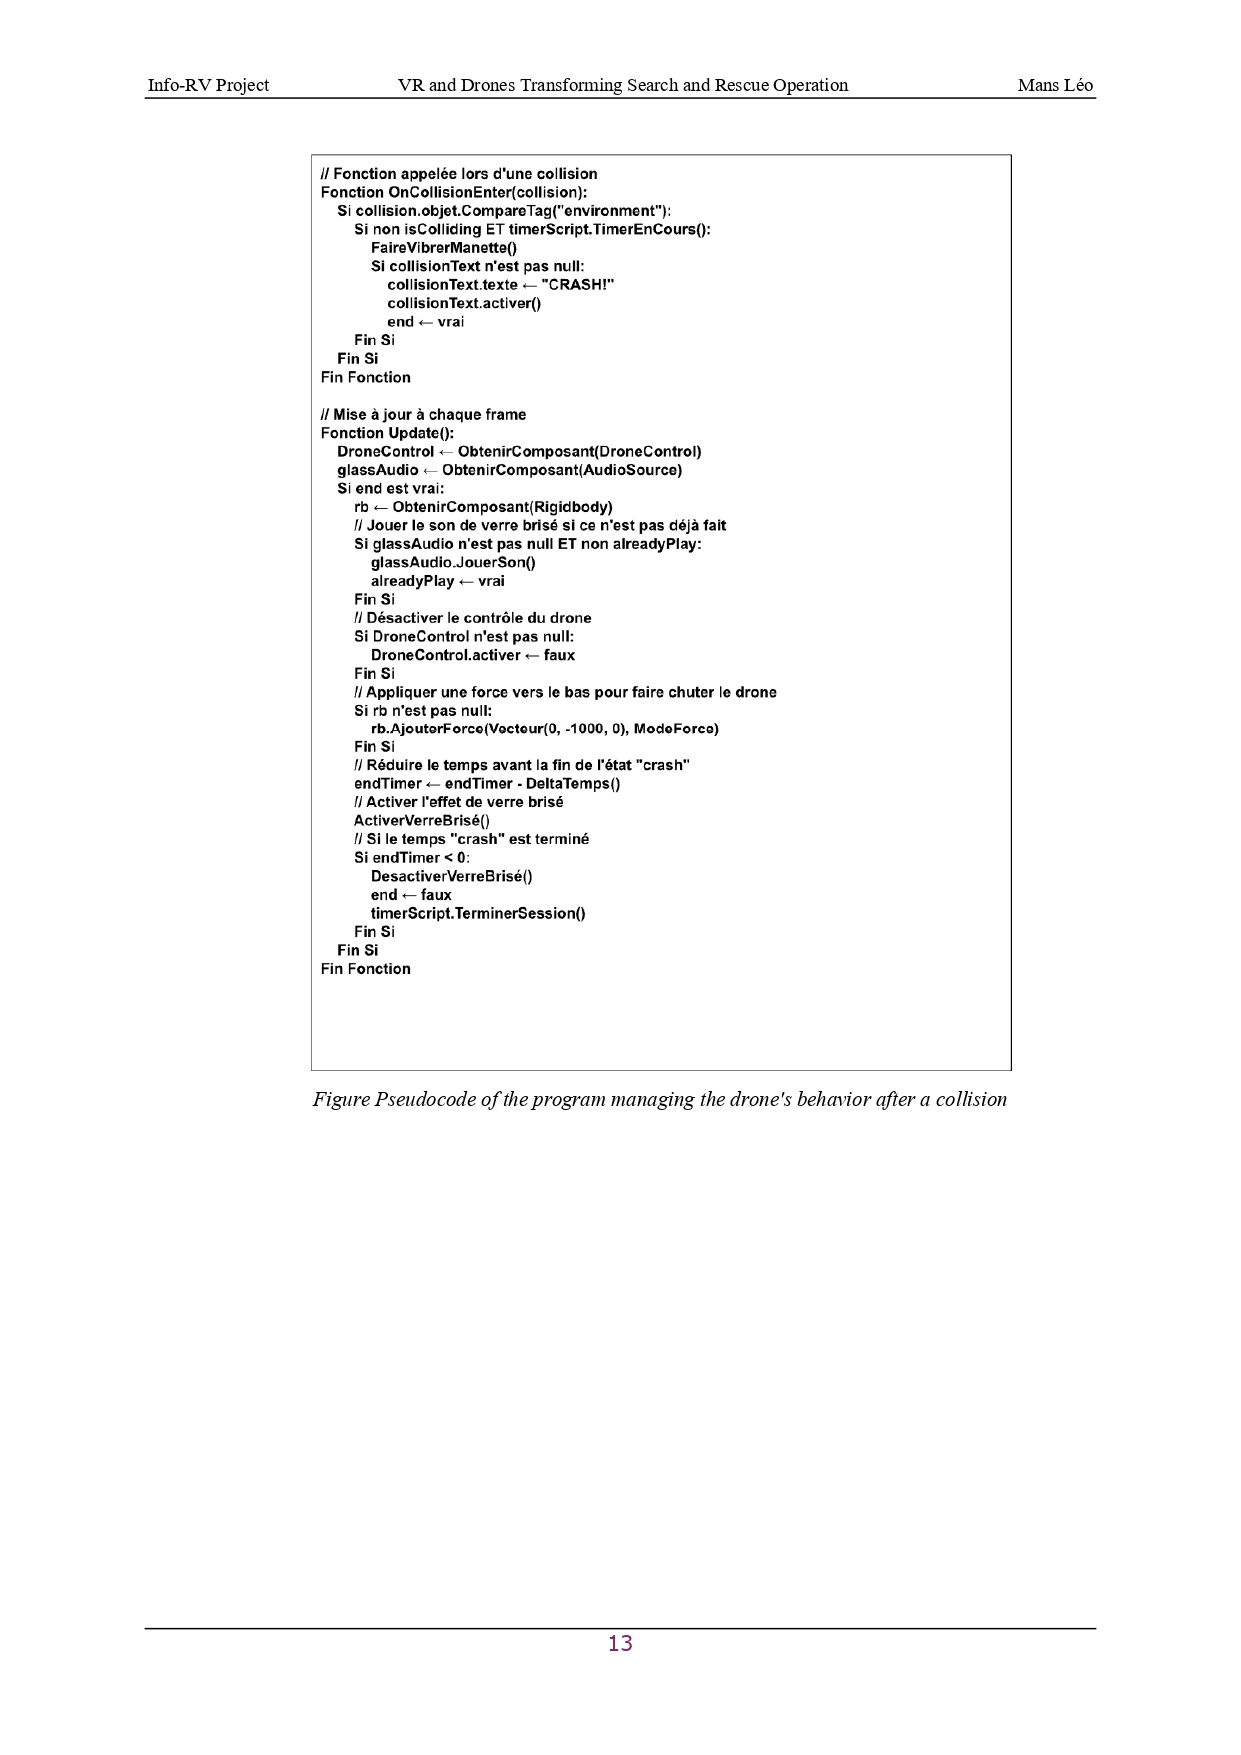 Info-RV Project VR and Drones Transforming Search and Rescue Operation Mans Léo
// Fonction appelée lors d'une collision
Fonction OnCollisionEnter(collision):
Si collision.objet.CompareTag("environment"):
Si non isColliding ET timerScript.TimerEnCours():
FaireVibrerManette()
Si collisionText n'est pas null:
collisionText.texte ← "CRASH!"
collisionText.activer()
end ← vrai
Fin Si
Fin Si
Fin Fonction
// Mise à jour à chaque frame
Fonction Update():
DroneControl ← ObtenirComposant(DroneControl)
glassAudio ← ObtenirComposant(AudioSource)
Si end est vrai:
rb ← ObtenirComposant(Rigidbody)
// Jouer le son de verre brisé si ce n'est pas déjà fait
Si glassAudio n'est pas null ET non alreadyPlay:
glassAudio.JouerSon()
alreadyPlay ← vrai
Fin Si
// Désactiver le contrôle du drone
Si DroneControl n'est pas null:
DroneControl.activer ← faux
Fin Si
// Appliquer une force vers le bas pour faire chuter le drone
Si rb n'est pas null:
rb.AjouterForce(Vecteur(0, -1000, 0), ModeForce)
Fin Si
// Réduire le temps avant la fin de l'état "crash"
endTimer ← endTimer - DeltaTemps()
// Activer l'effet de verre brisé
ActiverVerreBrisé()
// Si le temps "crash" est terminé
Si endTimer < 0:
DesactiverVerreBrisé()
end ← faux
timerScript.TerminerSession()
Fin Si
Fin Si
Fin Fonction
Figure Pseudocode of the program managing the drone's behavior after a collision
13